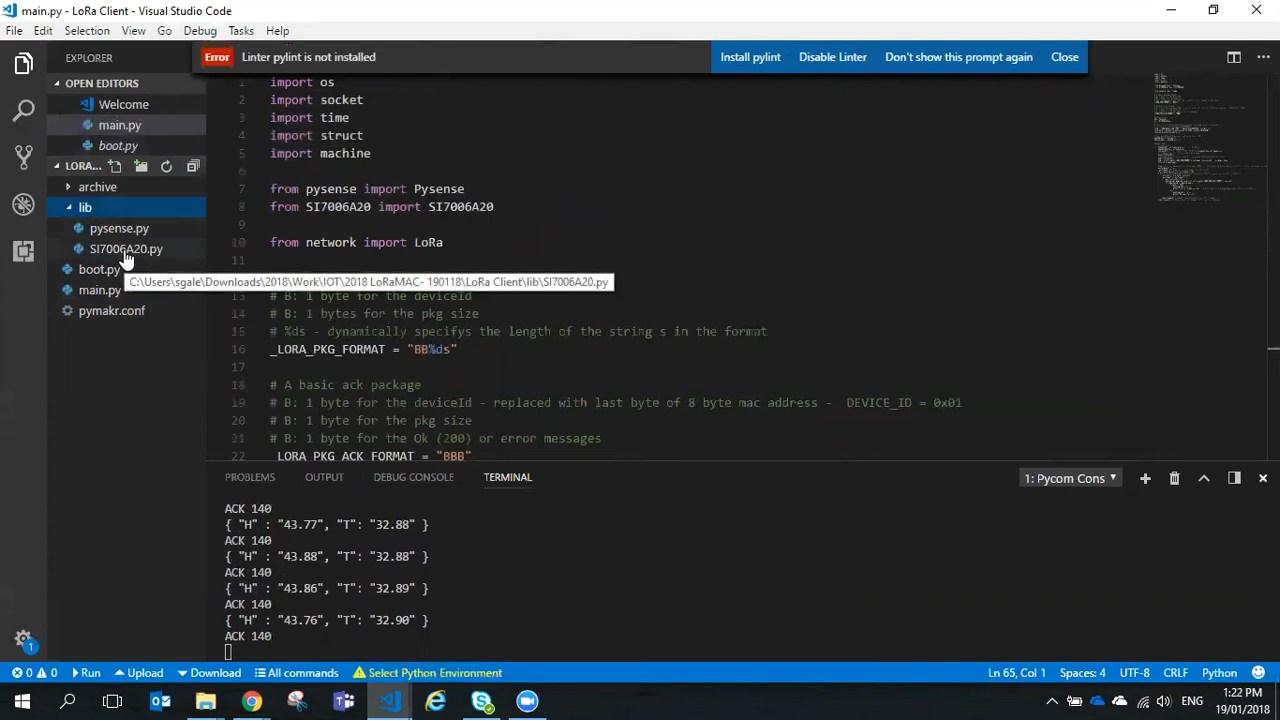 main.py - LoRa Client - Visual Studio Code
File Edit Selection View Go Debug Tasks Help
EXPLORER
Error Linter pylint is not installed
Install pylint Disable Linter Don't show this prompt again Close
OPEN EDITORS
Welcome
main.py
boot.py
LORA...
archive
lib
pysense.py
SI7006A20.py
boot.py
main.py
pymakr.conf
C:\Users\sgale\Downloads\2018\Work\IOT\2018 LoRaMAC- 190118\LoRa Client\lib\SI7006A20.py
1 import os
2 import socket
3 import time
4 import struct
5 import machine
6
7 from pysense import Pysense
8 from SI7006A20 import SI7006A20
9
10 from network import LoRa
11
13 # B: 1 byte for the deviceId
14 # B: 1 bytes for the pkg size
15 # %ds - dynamically specifys the length of the string s in the format
16 _LORA_PKG_FORMAT = "BB%ds"
17
18 # A basic ack package
19 # B: 1 byte for the deviceId - replaced with last byte of 8 byte mac address - DEVICE_ID = 0x01
20 # B: 1 byte for the pkg size
21 # B: 1 byte for the Ok (200) or error messages
22 _LORA_PKG_ACK_FORMAT = "BBB"
PROBLEMS OUTPUT DEBUG CONSOLE TERMINAL
1: Pycom Cons
ACK 140
{ "H" : "43.77", "T": "32.88" }
ACK 140
{ "H" : "43.88", "T": "32.88" }
ACK 140
{ "H" : "43.86", "T": "32.89" }
ACK 140
{ "H" : "43.76", "T": "32.90" }
ACK 140
0 0 Run Upload Download All commands Select Python Environment
Ln 65, Col 1 Spaces: 4 UTF-8 CRLF Python
1
ENG
1:22 PM
19/01/2018